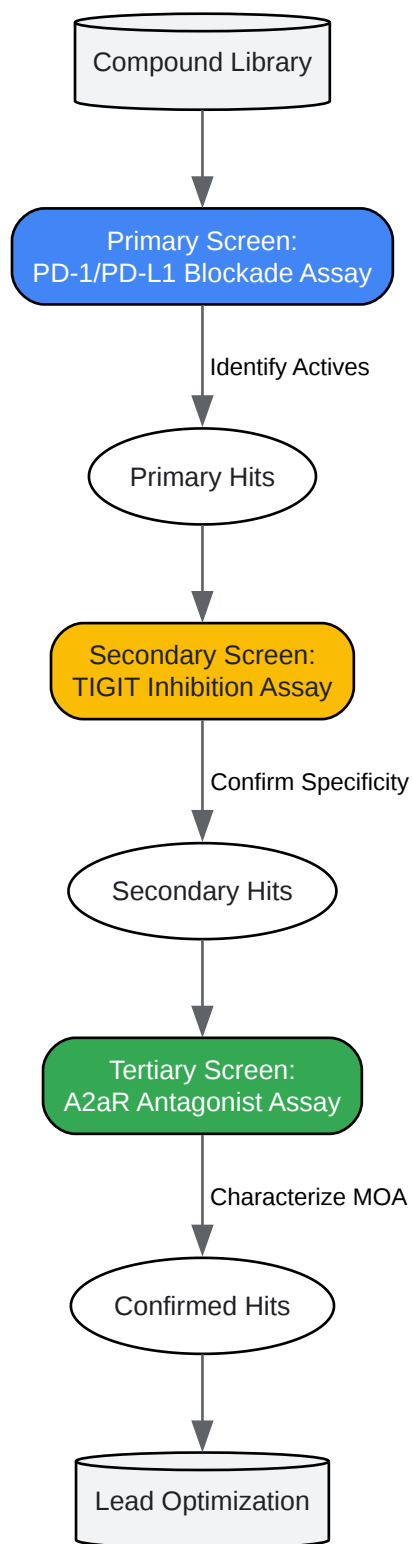 Compound Library
Primary Screen:
PD-1/PD-L1 Blockade Assay
Identify Actives
Primary Hits
Secondary Screen:
TIGIT Inhibition Assay
Confirm Specificity
Secondary Hits
Tertiary Screen:
A2aR Antagonist Assay
Characterize MOA
Confirmed Hits
Lead Optimization